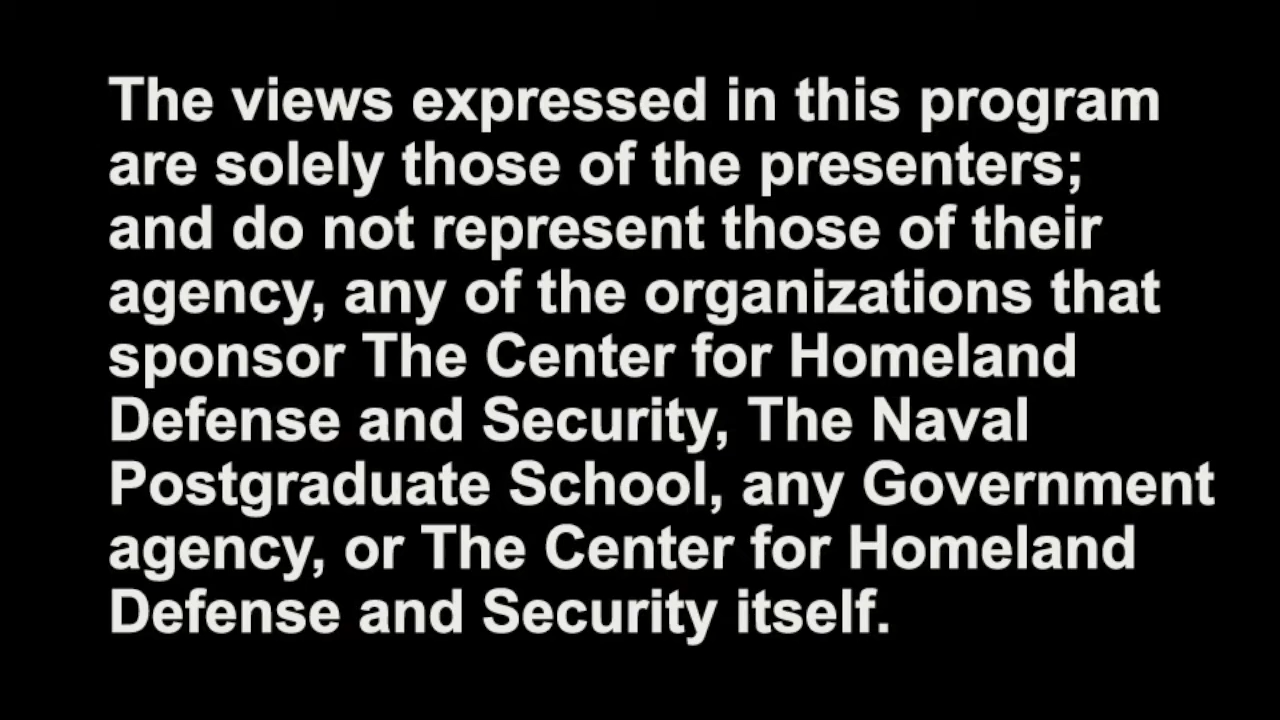 The views expressed in this program
are solely those of the presenters;
and do not represent those of their
agency, any of the organizations that
sponsor The Center for Homeland
Defense and Security, The Naval
Postgraduate School, any Government
agency, or The Center for Homeland
Defense and Security itself.